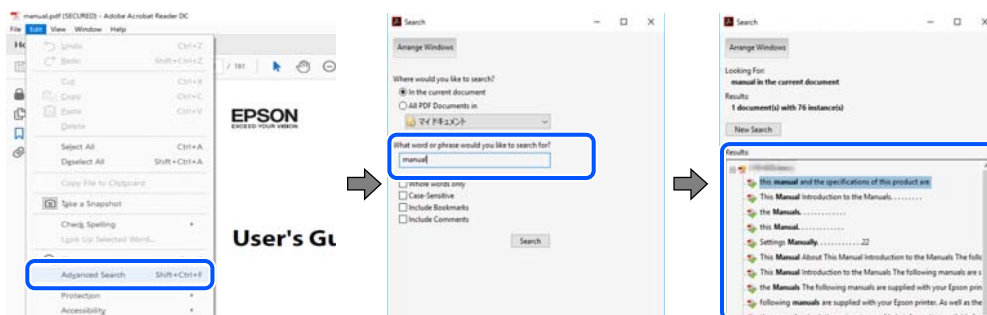 manual.pdf (SECURED) - Adobe Acrobat Reader DC
File Edit View Window Help
Undo Ctrl+Z
Redo Shift+Ctrl+Z
Cut Ctrl+X
Copy Ctrl+C
Paste Ctrl+V
Delete
Select All Ctrl+A
Deselect All Shift+Ctrl+A
Copy File to Clipboard
Take a Snapshot
Check Spelling
Look Up Selected Word...
Advanced Search Shift+Ctrl+F
Protection
Accessibility
/ 181
EPSON
EXCEED YOUR VISION
User's Gu
Search
Arrange Windows
Where would you like to search?
In the current document
All PDF Documents in
マイ ドキュメント
What word or phrase would you like to search for?
manual
Whole words only
Case-Sensitive
Include Bookmarks
Include Comments
Search
Search
Arrange Windows
Looking For:
manual in the current document
Results:
1 document(s) with 76 instance(s)
New Search
Results:
this manual and the specifications of this product are
This Manual Introduction to the Manuals. . . . . . . . .
the Manuals. . . . . . . . . . . .
this Manual. . . . . . . . . . . .
Settings Manually. . . . . . . . . . . .22
This Manual About This Manual Introduction to the Manuals The follo
This Manual Introduction to the Manuals The following manuals are s
the Manuals The following manuals are supplied with your Epson prin
following manuals are supplied with your Epson printer. As well as the